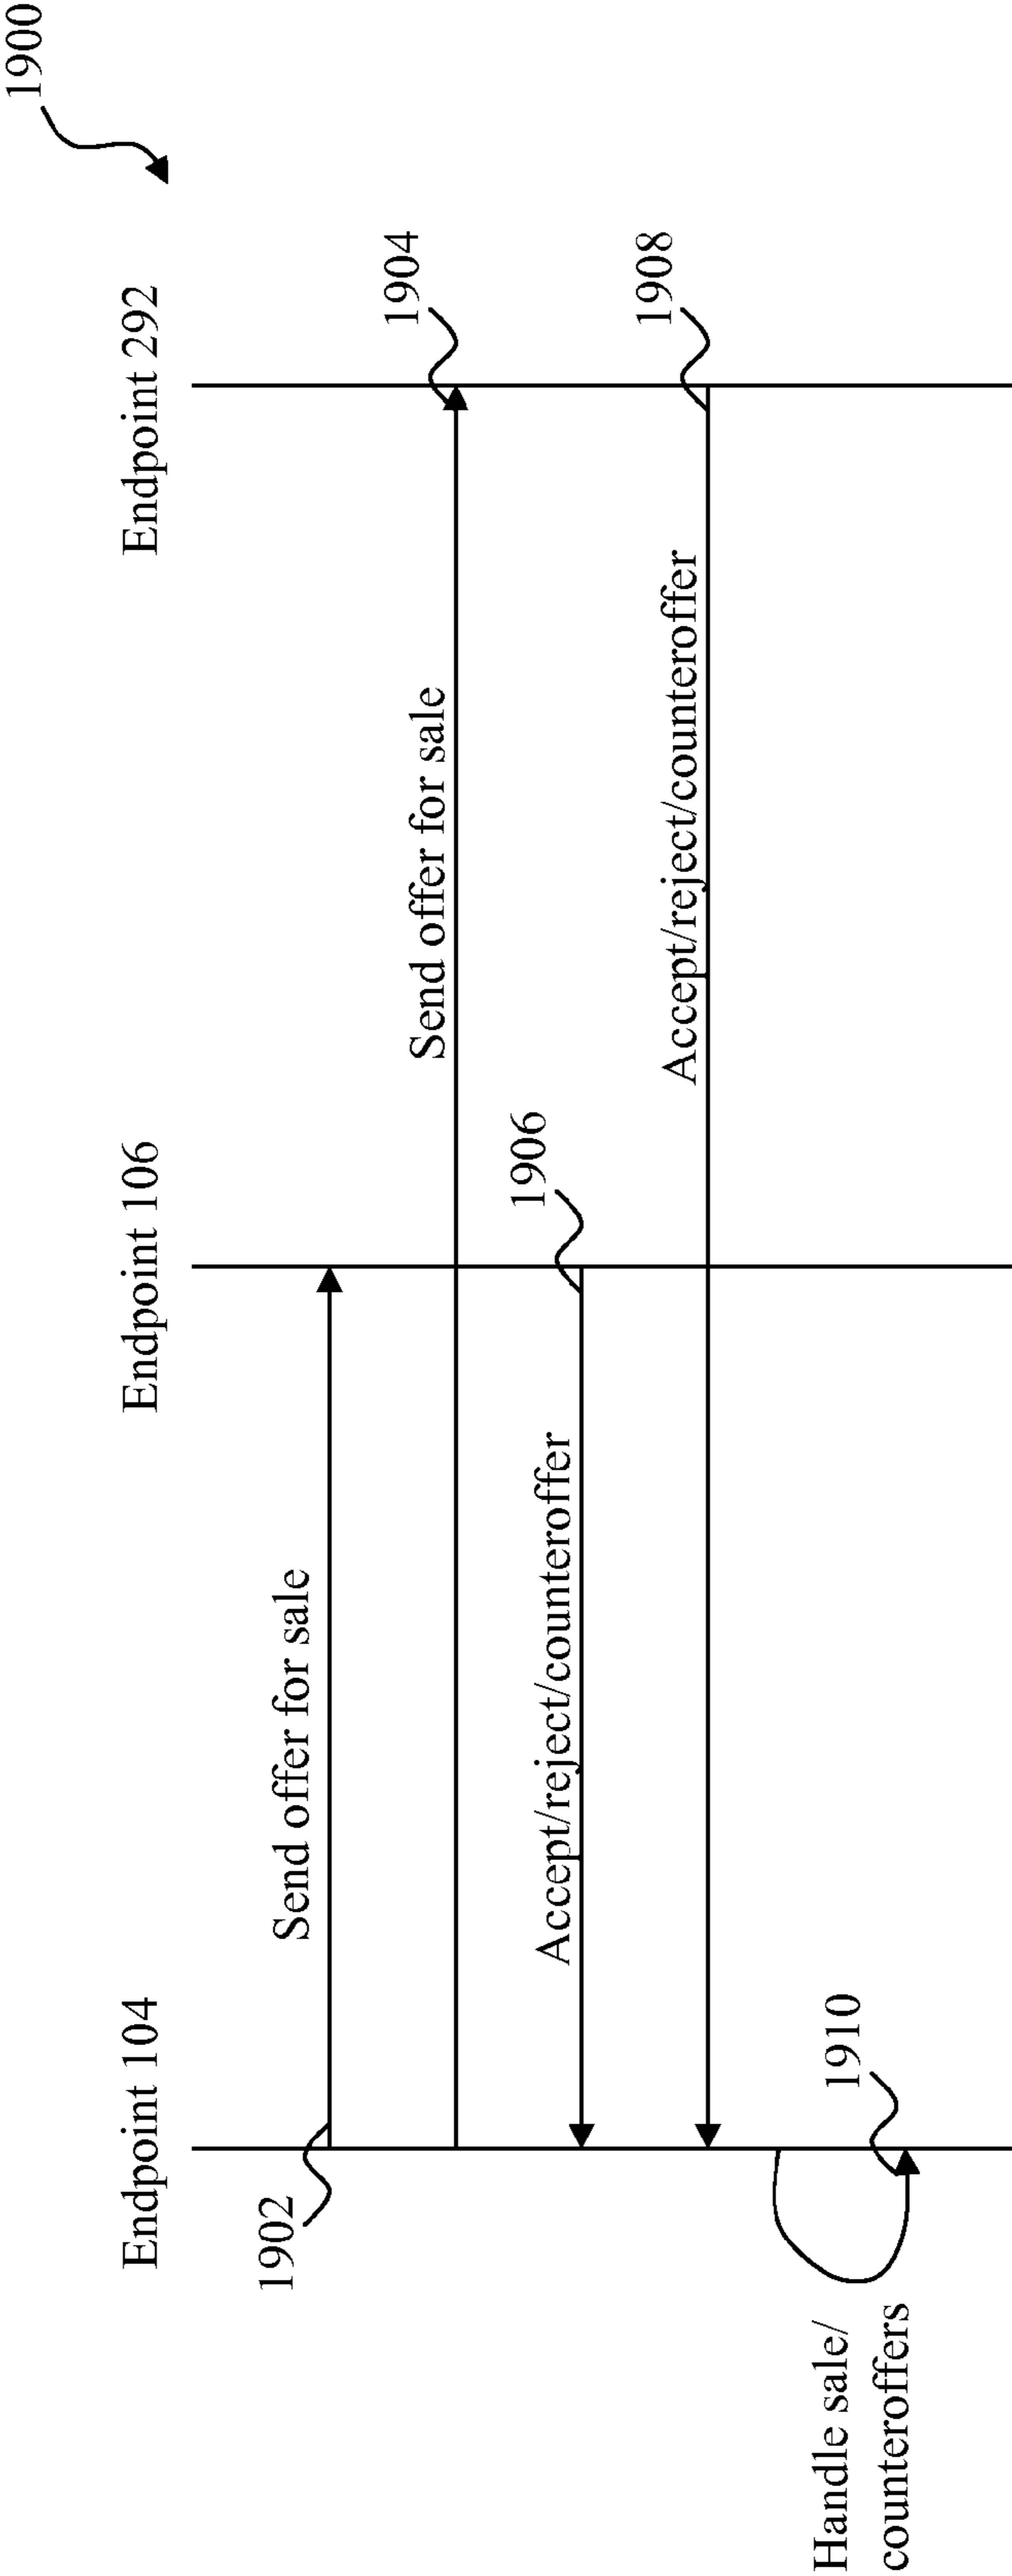 1900
Endpoint 104
Endpoint 106
Endpoint 292
1902
Send offer for sale
Send offer for sale
1904
Accept/reject/counteroffer
1906
Accept/reject/counteroffer
1908
Handle sale/
counteroffers
1910